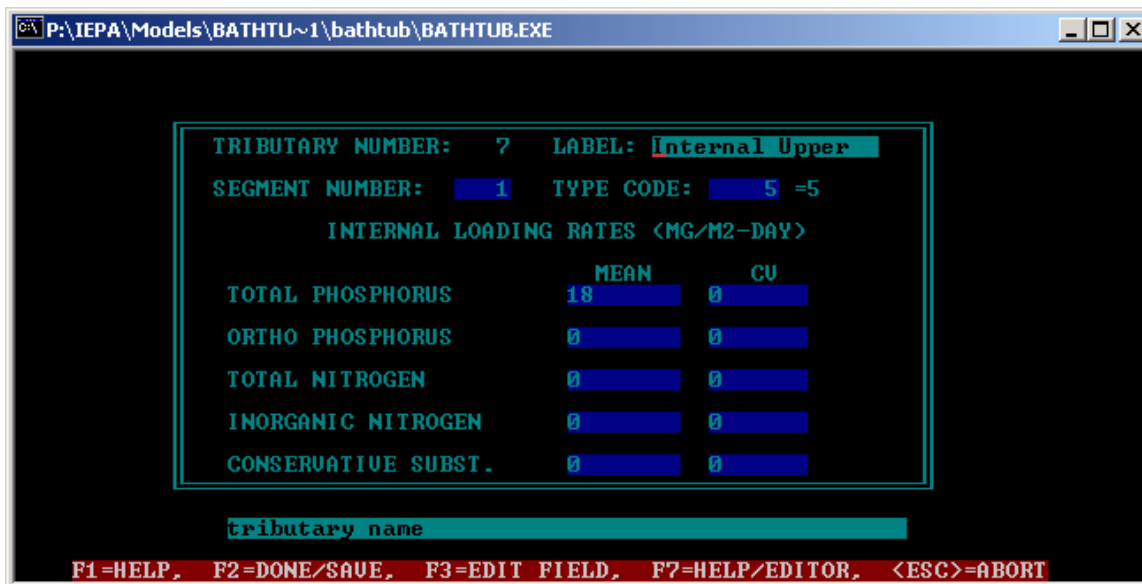 P:\IEPA\Models\BATHTU~1\bathtub\BATHTUB.EXE
TRIBUTARY NUMBER: 7 LABEL: Internal Upper
SEGMENT NUMBER: 1 TYPE CODE: 5 =5
INTERNAL LOADING RATES (MG/M2-DAY)
MEAN CV
TOTAL PHOSPHORUS 18 0
ORTHO PHOSPHORUS 0 0
TOTAL NITROGEN 0 0
INORGANIC NITROGEN 0 0
CONSERVATIVE SUBST. 0 0
tributary name
F1=HELP, F2=DONE/SAVE, F3=EDIT FIELD, F7=HELP/EDITOR, <ESC>=ABORT